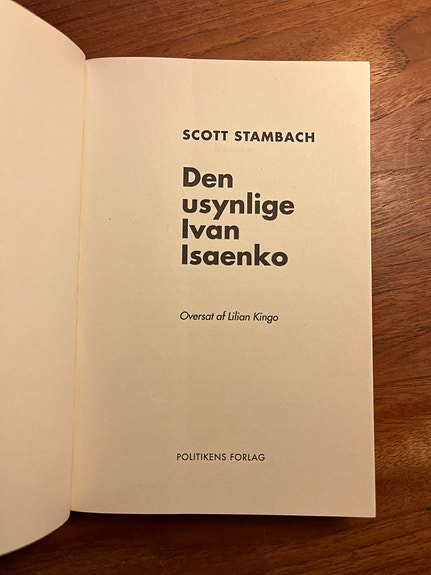 SCOTT STAMBACH
Den
usynlige
Ivan
Isaenko
Oversat af Lilian Kingo
POLITIKENS FORLAG